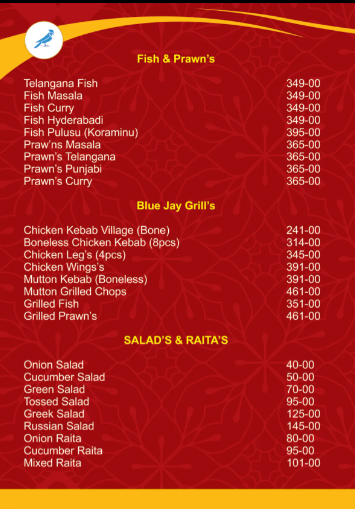 Fish & Prawn's
Telangana Fish 349-00
Fish Masala 349-00
Fish Curry 349-00
Fish Hyderabadi 349-00
Fish Pulusu (Koraminu) 395-00
Praw'ns Masala 365-00
Prawn's Telangana 365-00
Prawn's Punjabi 365-00
Prawn's Curry 365-00
Blue Jay Grill's
Chicken Kebab Village (Bone) 241-00
Boneless Chicken Kebab (8pcs) 314-00
Chicken Leg's (4pcs) 345-00
Chicken Wings's 391-00
Mutton Kebab (Boneless) 391-00
Mutton Grilled Chops 461-00
Grilled Fish 351-00
Grilled Prawn's 461-00
SALAD'S & RAITA'S
Onion Salad 40-00
Cucumber Salad 50-00
Green Salad 70-00
Tossed Salad 95-00
Greek Salad 125-00
Russian Salad 145-00
Onion Raita 80-00
Cucumber Raita 95-00
Mixed Raita 101-00